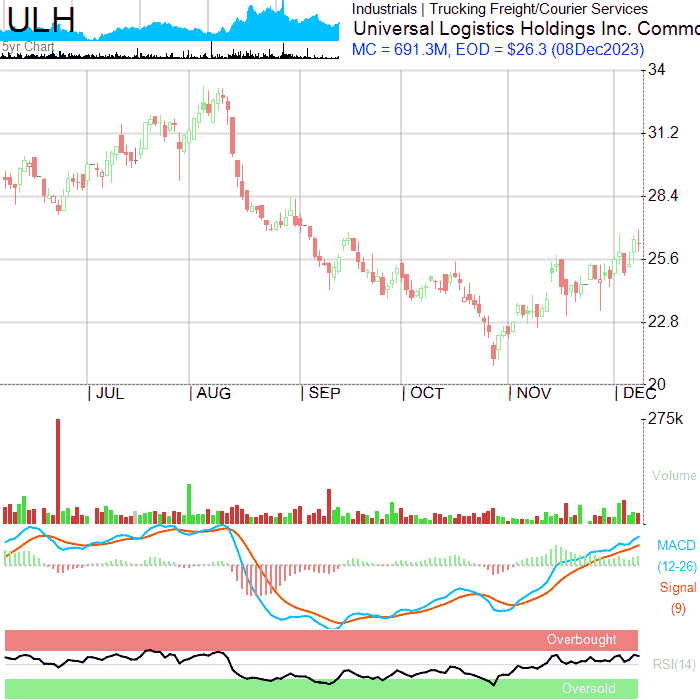 ULH
5yr Chart
Industrials | Trucking Freight/Courier Services
Universal Logistics Holdings Inc. Commo
MC = 691.3M, EOD = $26.3 (08Dec2023)
34
31.2
28.4
25.6
22.8
20
JUL
AUG
SEP
OCT
NOV
DEC
275k
Volume
MACD
(12-26)
Signal
(9)
Overbought
RSI(14)
Oversold